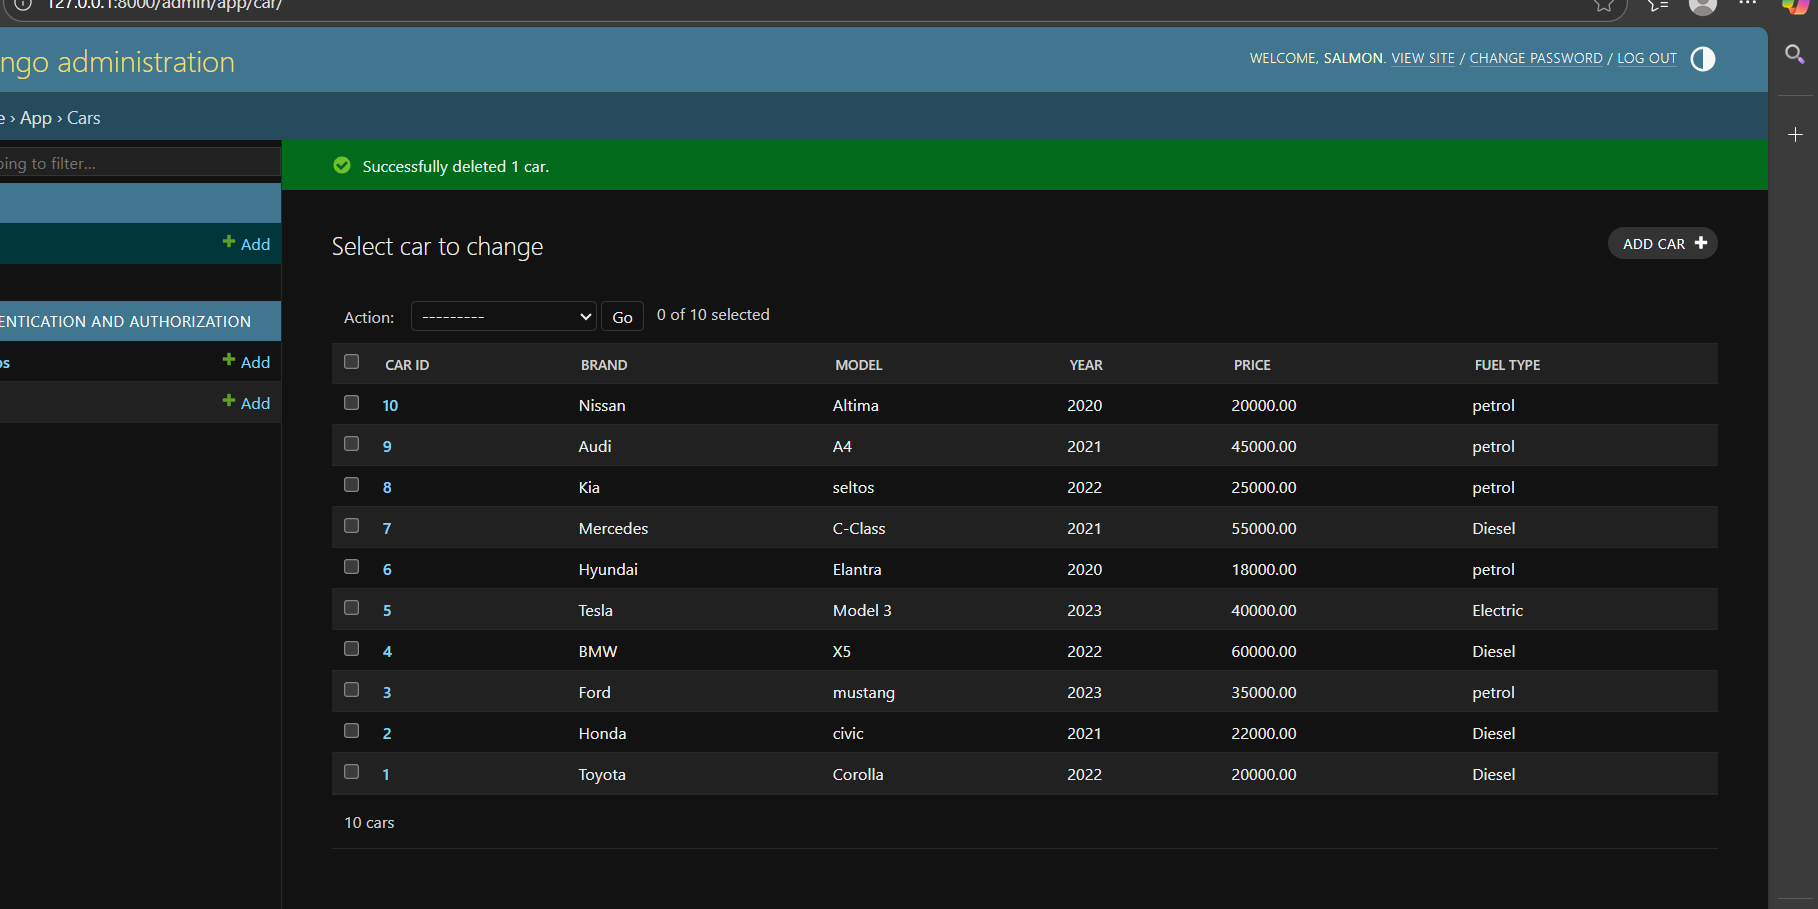 127.0.0.1:8000/admin/app/car/
ngo administration
WELCOME, SALMON. VIEW SITE / CHANGE PASSWORD / LOG OUT
e › App › Cars
ping to filter...
Successfully deleted 1 car.
Add
Select car to change
ADD CAR
Action: --------- Go 0 of 10 selected
ENTICATION AND AUTHORIZATION
os Add
Add
CAR ID BRAND MODEL YEAR PRICE FUEL TYPE
10 Nissan Altima 2020 20000.00 petrol
9 Audi A4 2021 45000.00 petrol
8 Kia seltos 2022 25000.00 petrol
7 Mercedes C-Class 2021 55000.00 Diesel
6 Hyundai Elantra 2020 18000.00 petrol
5 Tesla Model 3 2023 40000.00 Electric
4 BMW X5 2022 60000.00 Diesel
3 Ford mustang 2023 35000.00 petrol
2 Honda civic 2021 22000.00 Diesel
1 Toyota Corolla 2022 20000.00 Diesel
10 cars